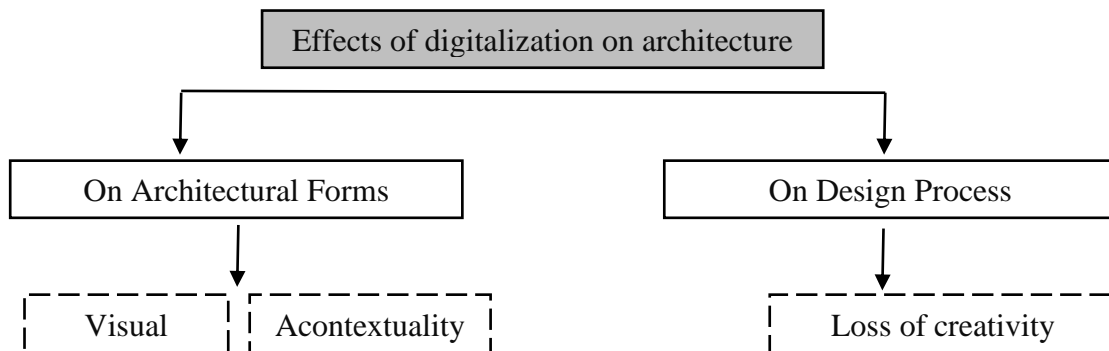 Effects of digitalization on architecture
On Architectural Forms
On Design Process
Visual
Acontextuality
Loss of creativity